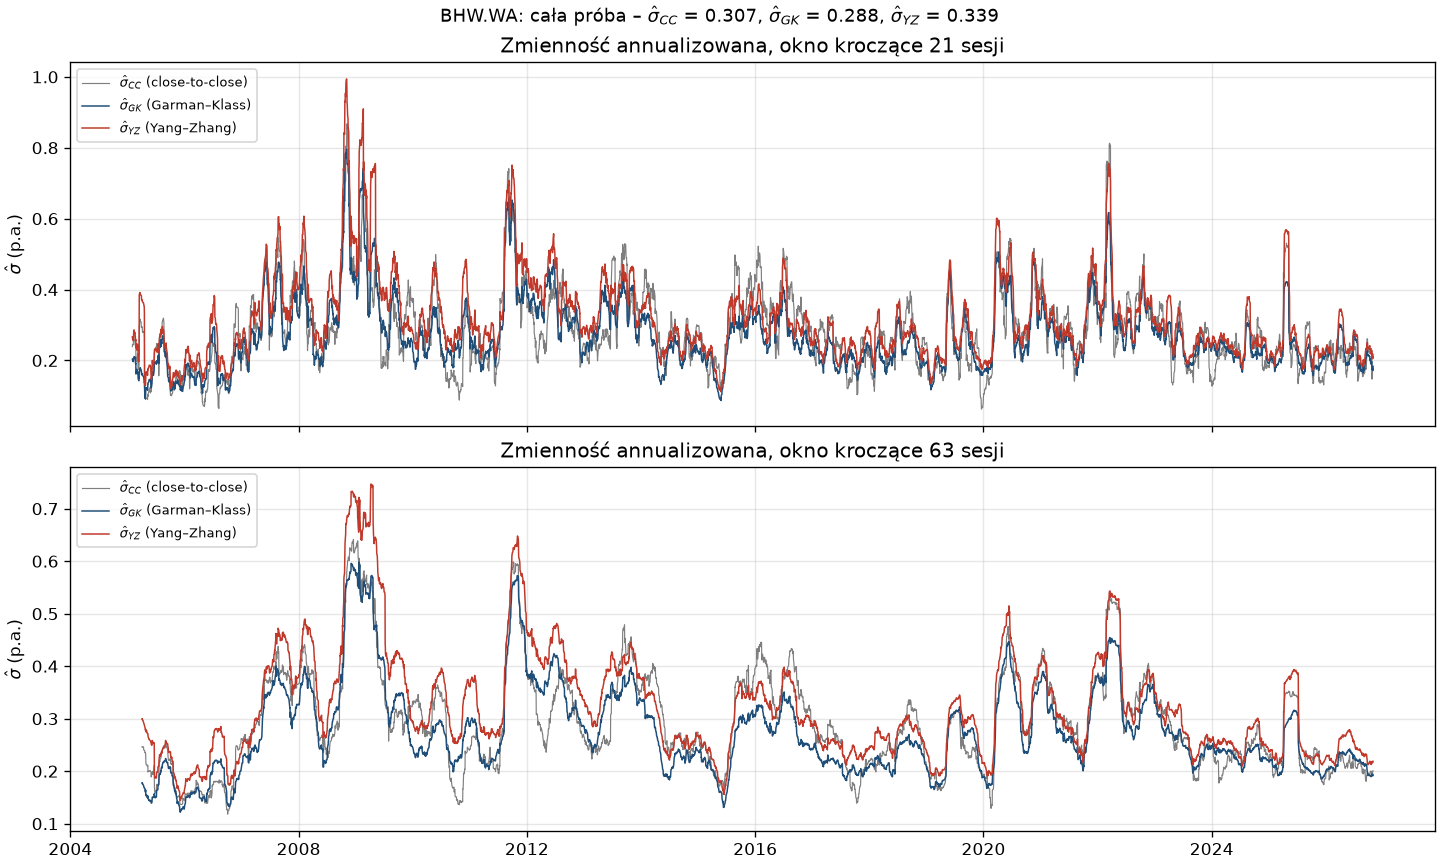 BHW.WA: cała próba – σ̂CC = 0.307, σ̂GK = 0.288, σ̂YZ = 0.339
Zmienność annualizowana, okno kroczące 21 sesji
σ̂CC (close-to-close)
σ̂GK (Garman–Klass)
σ̂YZ (Yang–Zhang)
σ̂ (p.a.)
1.0
0.8
0.6
0.4
0.2
Zmienność annualizowana, okno kroczące 63 sesji
σ̂CC (close-to-close)
σ̂GK (Garman–Klass)
σ̂YZ (Yang–Zhang)
σ̂ (p.a.)
0.7
0.6
0.5
0.4
0.3
0.2
0.1
2004 2008 2012 2016 2020 2024